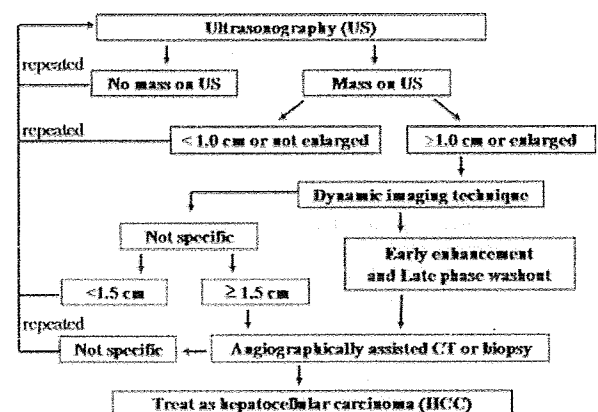 Ultrasonography (US)
repeated
No mass on US
Mass on US
repeated
<1.0 cm or not enlarged
≥1.0 cm or enlarged
Dynamic imaging technique
Not specific
Early enhancement
and Late phase washout
<1.5 cm
≥ 1.5 cm
repeated
Not specific
Angiographically assisted CT or biopsy
Treat as hepatocellular carcinoma (HCC)